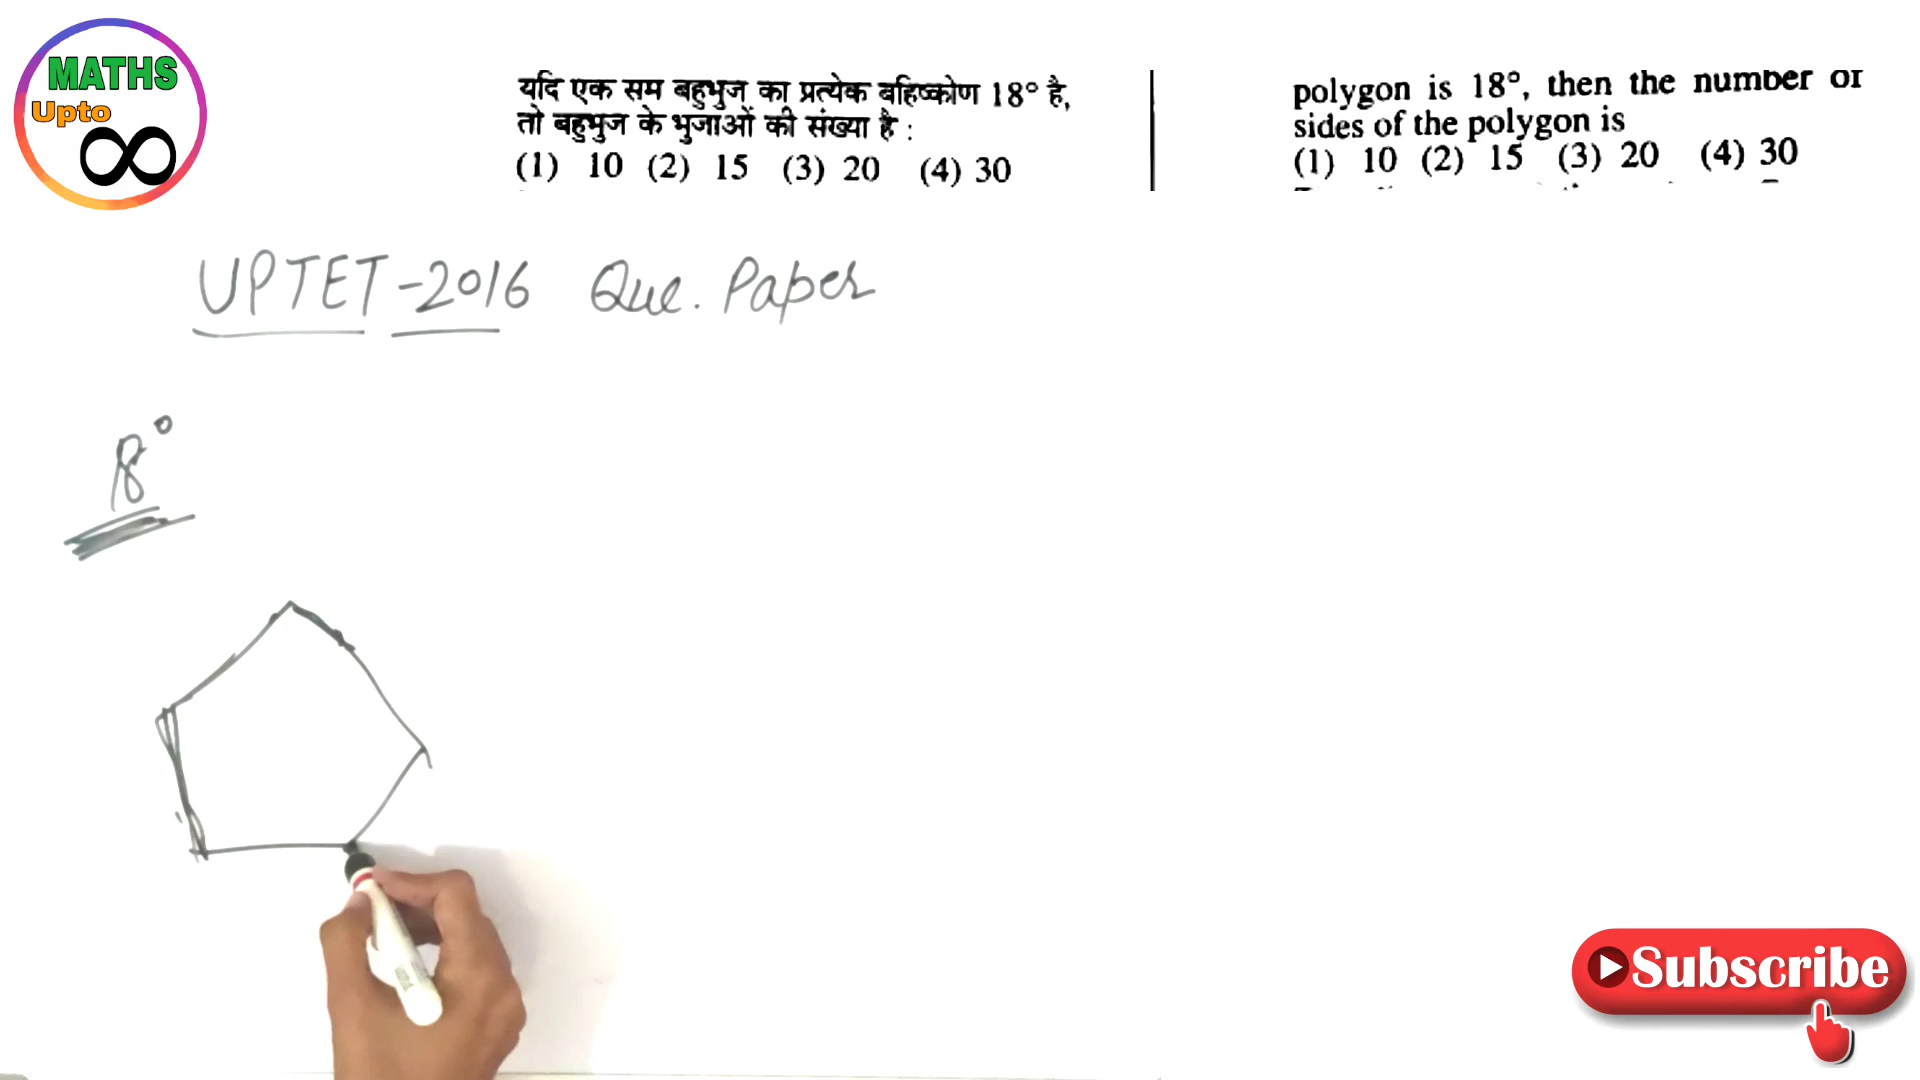 MATHS
Upto
यदि एक सम बहुभुज का प्रत्येक बहिष्कोण 18° है,
तो बहुभुज के भुजाओं की संख्या है :
(1) 10 (2) 15 (3) 20 (4) 30
polygon is 18°, then the number of
sides of the polygon is
(1) 10 (2) 15 (3) 20 (4) 30
UPTET-2016 Que. Paper
18°
Subscribe